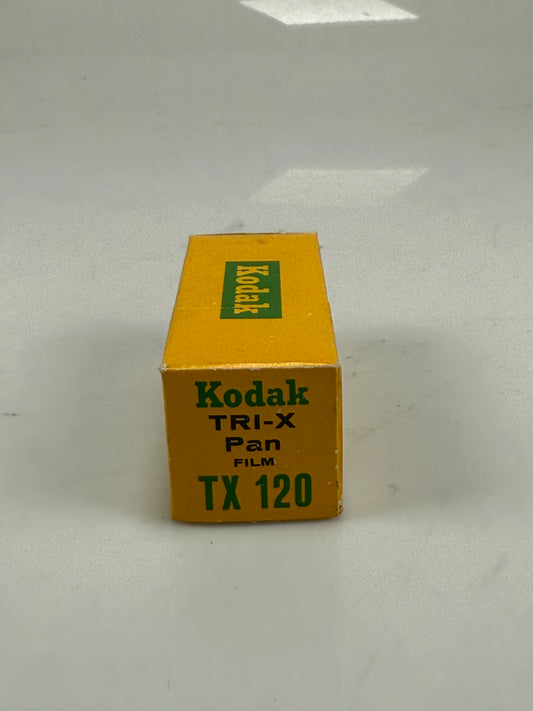 Kodak
Kodak
TRI-X
Pan
FILM
TX 120